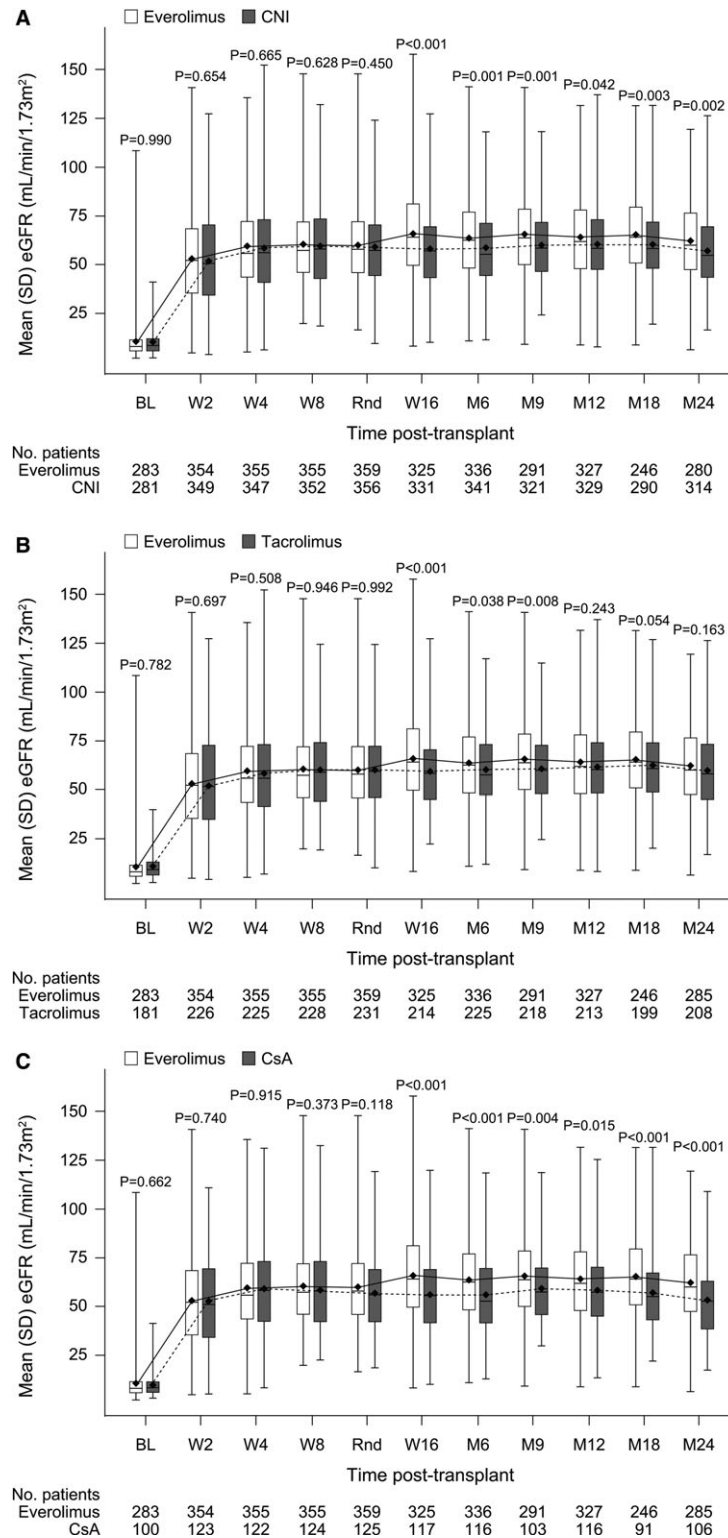 A
Everolimus CNI
Mean (SD) eGFR (mL/min/1.73m²)
150
125
100
75
50
25
P=0.990 P=0.654 P=0.665 P=0.628 P=0.450 P<0.001 P=0.001 P=0.001 P=0.042 P=0.003 P=0.002
BL W2 W4 W8 Rnd W16 M6 M9 M12 M18 M24
Time post-transplant
No. patients
Everolimus 283 354 355 355 359 325 336 291 327 246 280
CNI 281 349 347 352 356 331 341 321 329 290 314
B
Everolimus Tacrolimus
Mean (SD) eGFR (mL/min/1.73m²)
150
125
100
75
50
25
P=0.782 P=0.697 P=0.508 P=0.946 P=0.992 P<0.001 P=0.038 P=0.008 P=0.243 P=0.054 P=0.163
BL W2 W4 W8 Rnd W16 M6 M9 M12 M18 M24
Time post-transplant
No. patients
Everolimus 283 354 355 355 359 325 336 291 327 246 285
Tacrolimus 181 226 225 228 231 214 225 218 213 199 208
C
Everolimus CsA
Mean (SD) eGFR (mL/min/1.73m²)
150
125
100
75
50
25
P=0.662 P=0.740 P=0.915 P=0.373 P=0.118 P<0.001 P<0.001 P=0.004 P=0.015 P<0.001 P<0.001
BL W2 W4 W8 Rnd W16 M6 M9 M12 M18 M24
Time post-transplant
No. patients
Everolimus 283 354 355 355 359 325 336 291 327 246 285
CsA 100 123 122 124 125 117 116 103 116 91 106